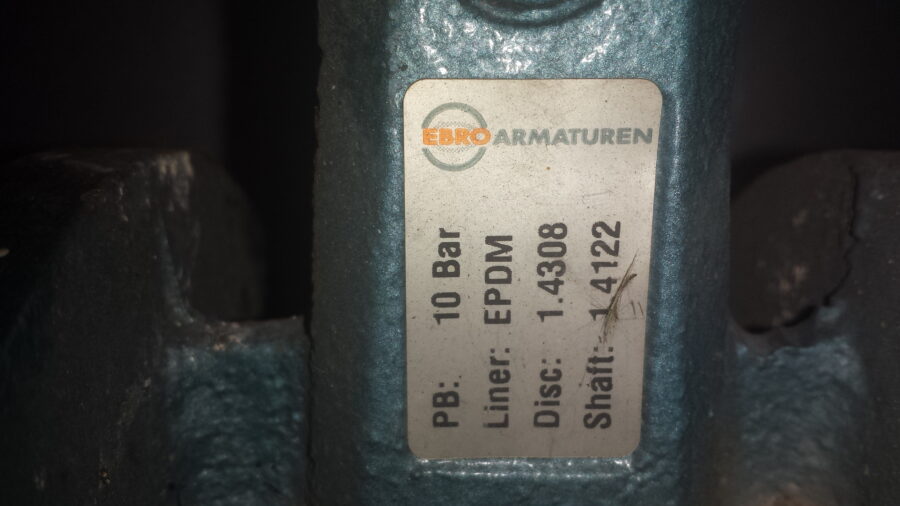 EBRO ARMATUREN
PB: 10 Bar
Liner: EPDM
Disc: 1.4308
Shaft: 1.4122